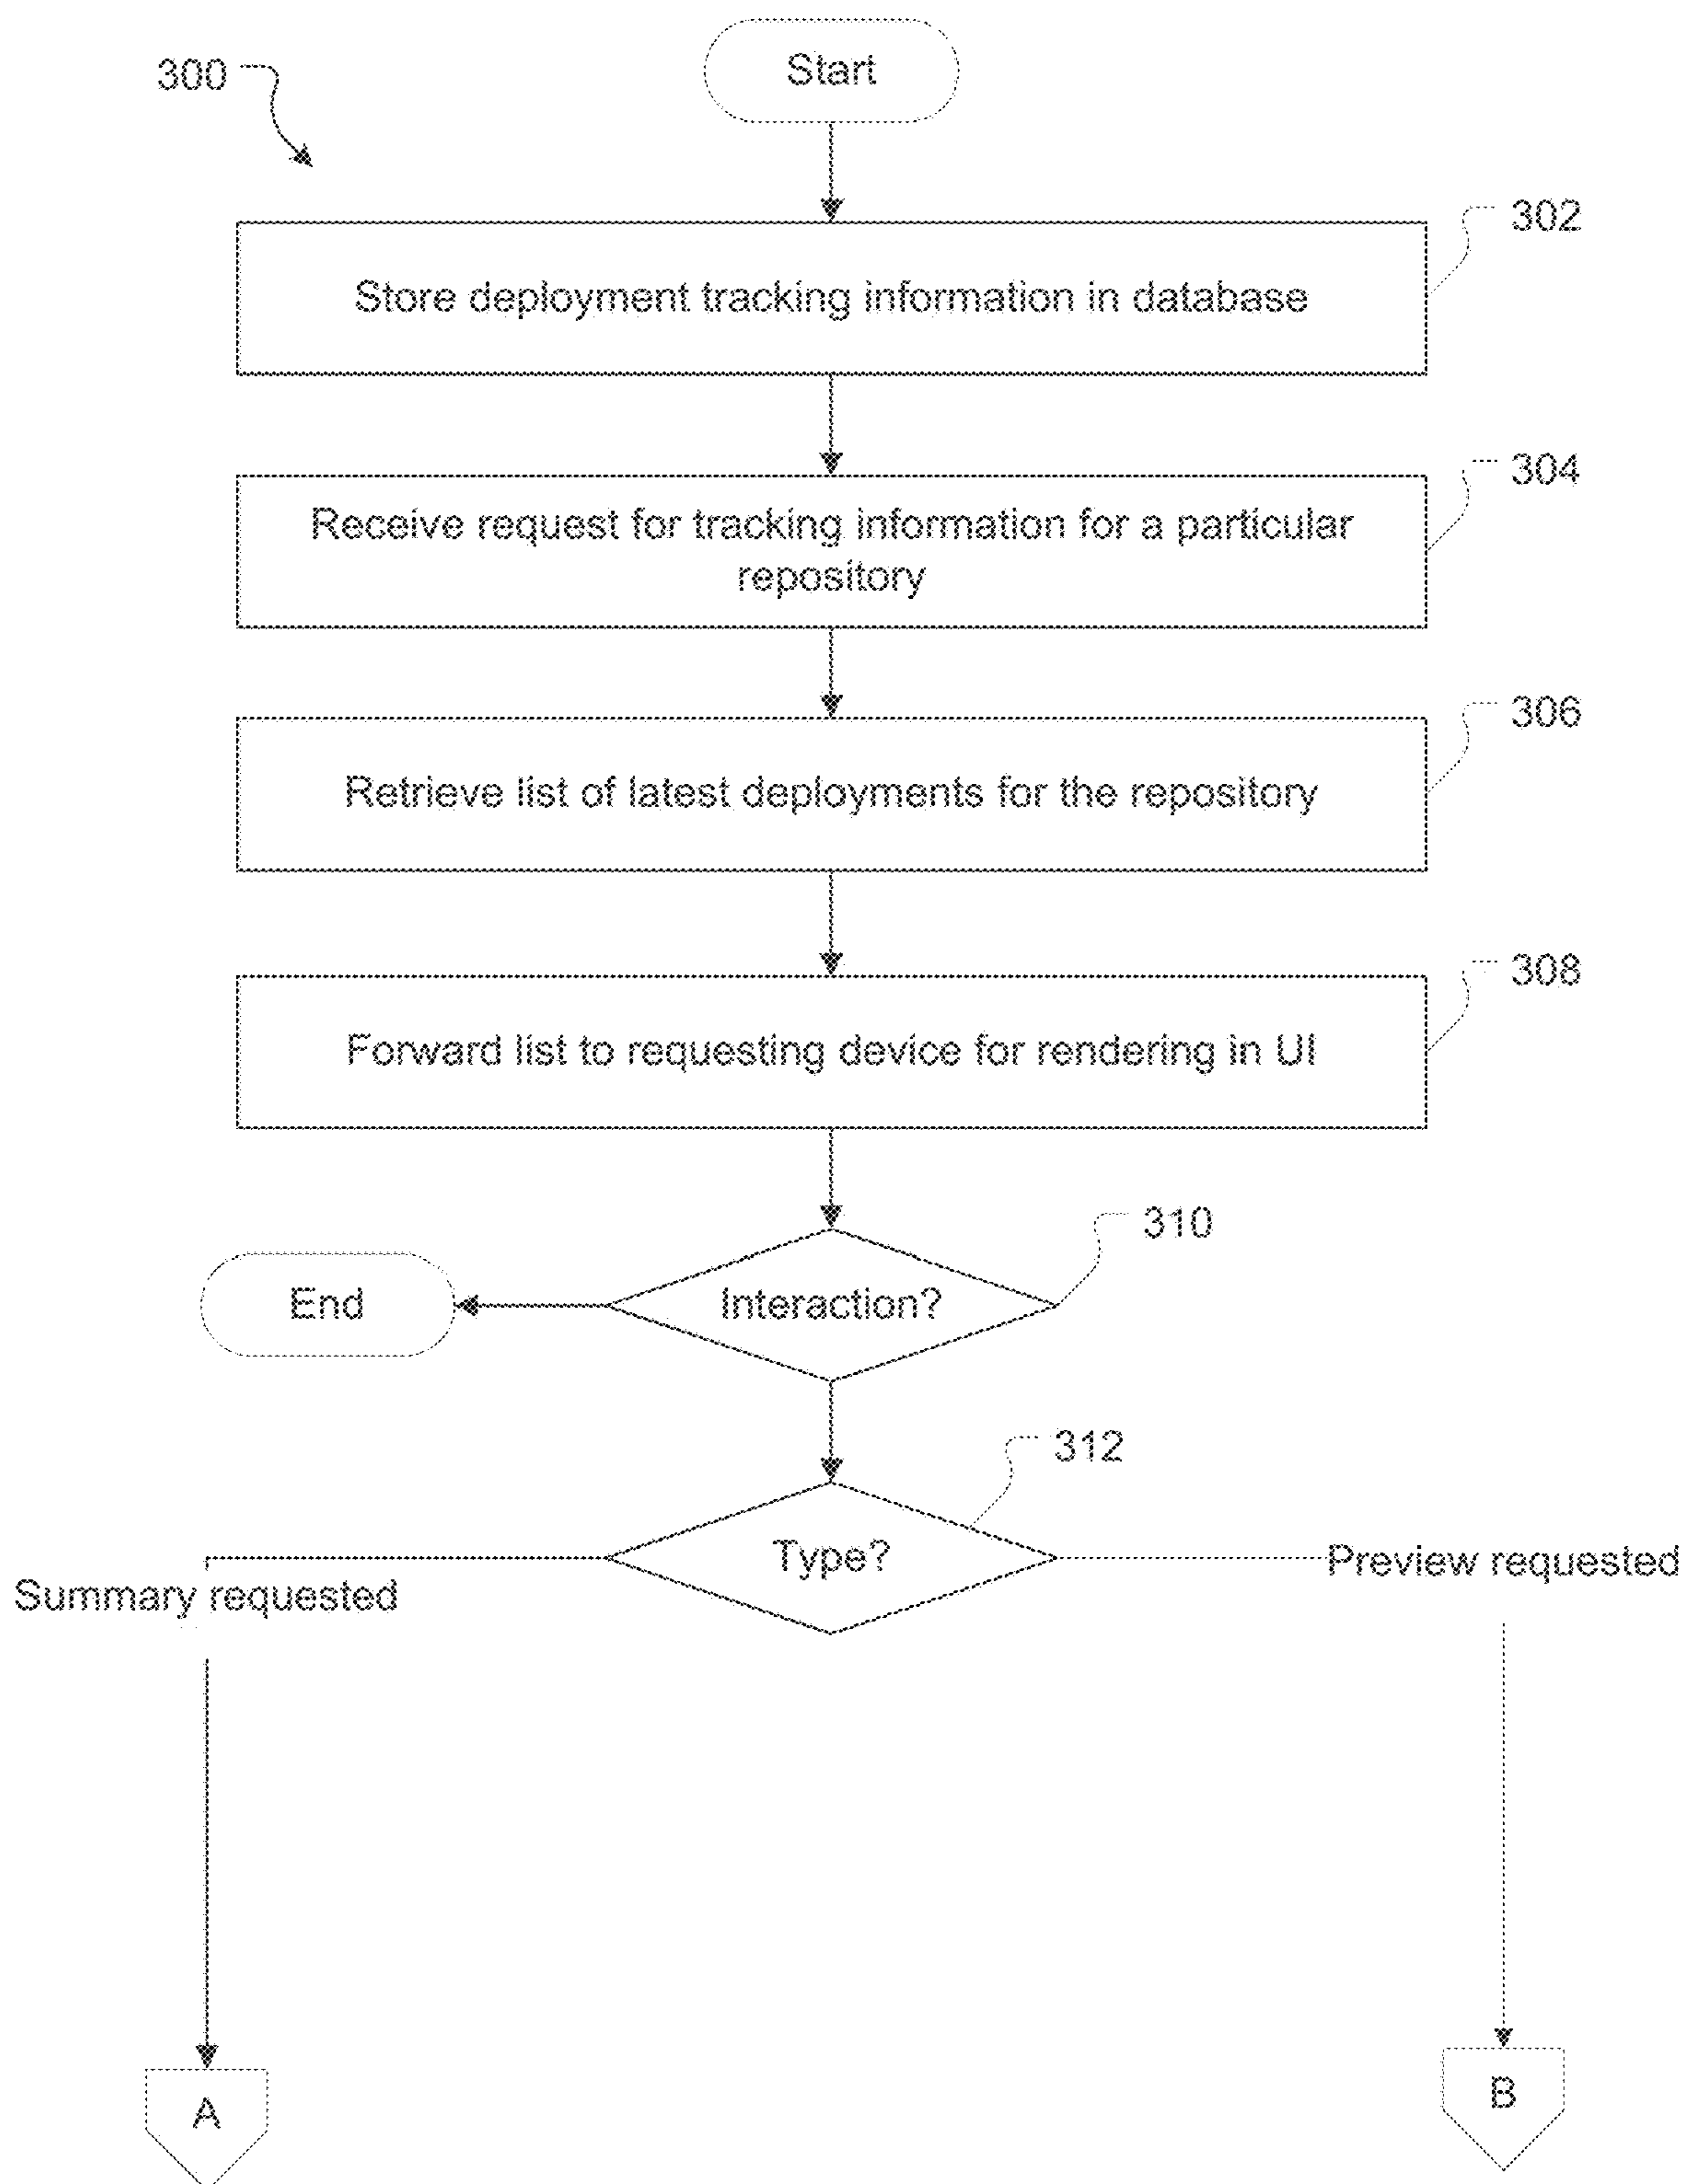 Start
300
302
Store deployment tracking information in database
304
Receive request for tracking information for a particular
repository
306
Retrieve list of latest deployments for the repository
308
Forward list to requesting device for rendering in UI
310
End
Interaction?
312
Type?
Preview requested
Summary requested
A
B